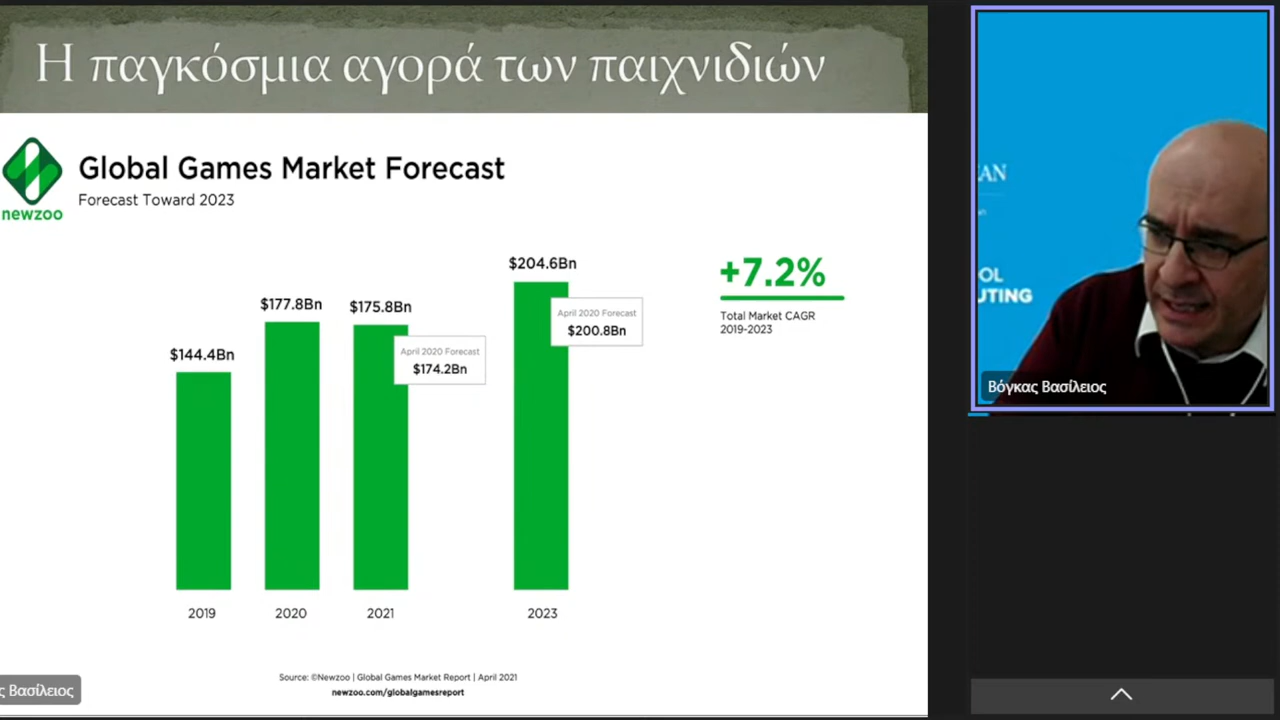 Η παγκόσμια αγορά των παιχνιδιών
newzoo
Global Games Market Forecast
Forecast Toward 2023
$144.4Bn
$177.8Bn
$175.8Bn
April 2020 Forecast
$174.2Bn
$204.6Bn
April 2020 Forecast
$200.8Bn
+7.2%
Total Market CAGR
2019-2023
2019
2020
2021
2023
Source: ©Newzoo | Global Games Market Report | April 2021
newzoo.com/globalgamesreport
ς Βασίλειος
AN
OL
UTING
Βόγκας Βασίλειος